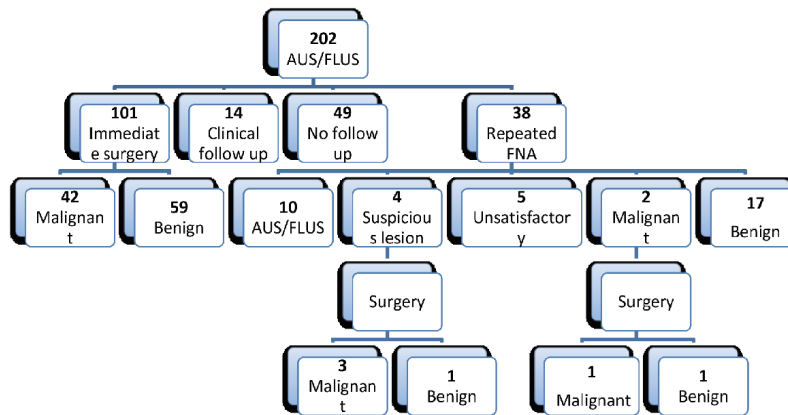 202
AUS/FLUS
101
Immediat
e surgery
14
Clinical
follow up
49
No follow
up
38
Repeated
FNA
42
Malignan
t
59
Benign
10
AUS/FLUS
4
Suspiciou
s lesion
5
Unsatisfactor
y
2
Malignan
t
17
Benign
Surgery
Surgery
3
Malignan
t
1
Benign
1
Malignant
1
Benign